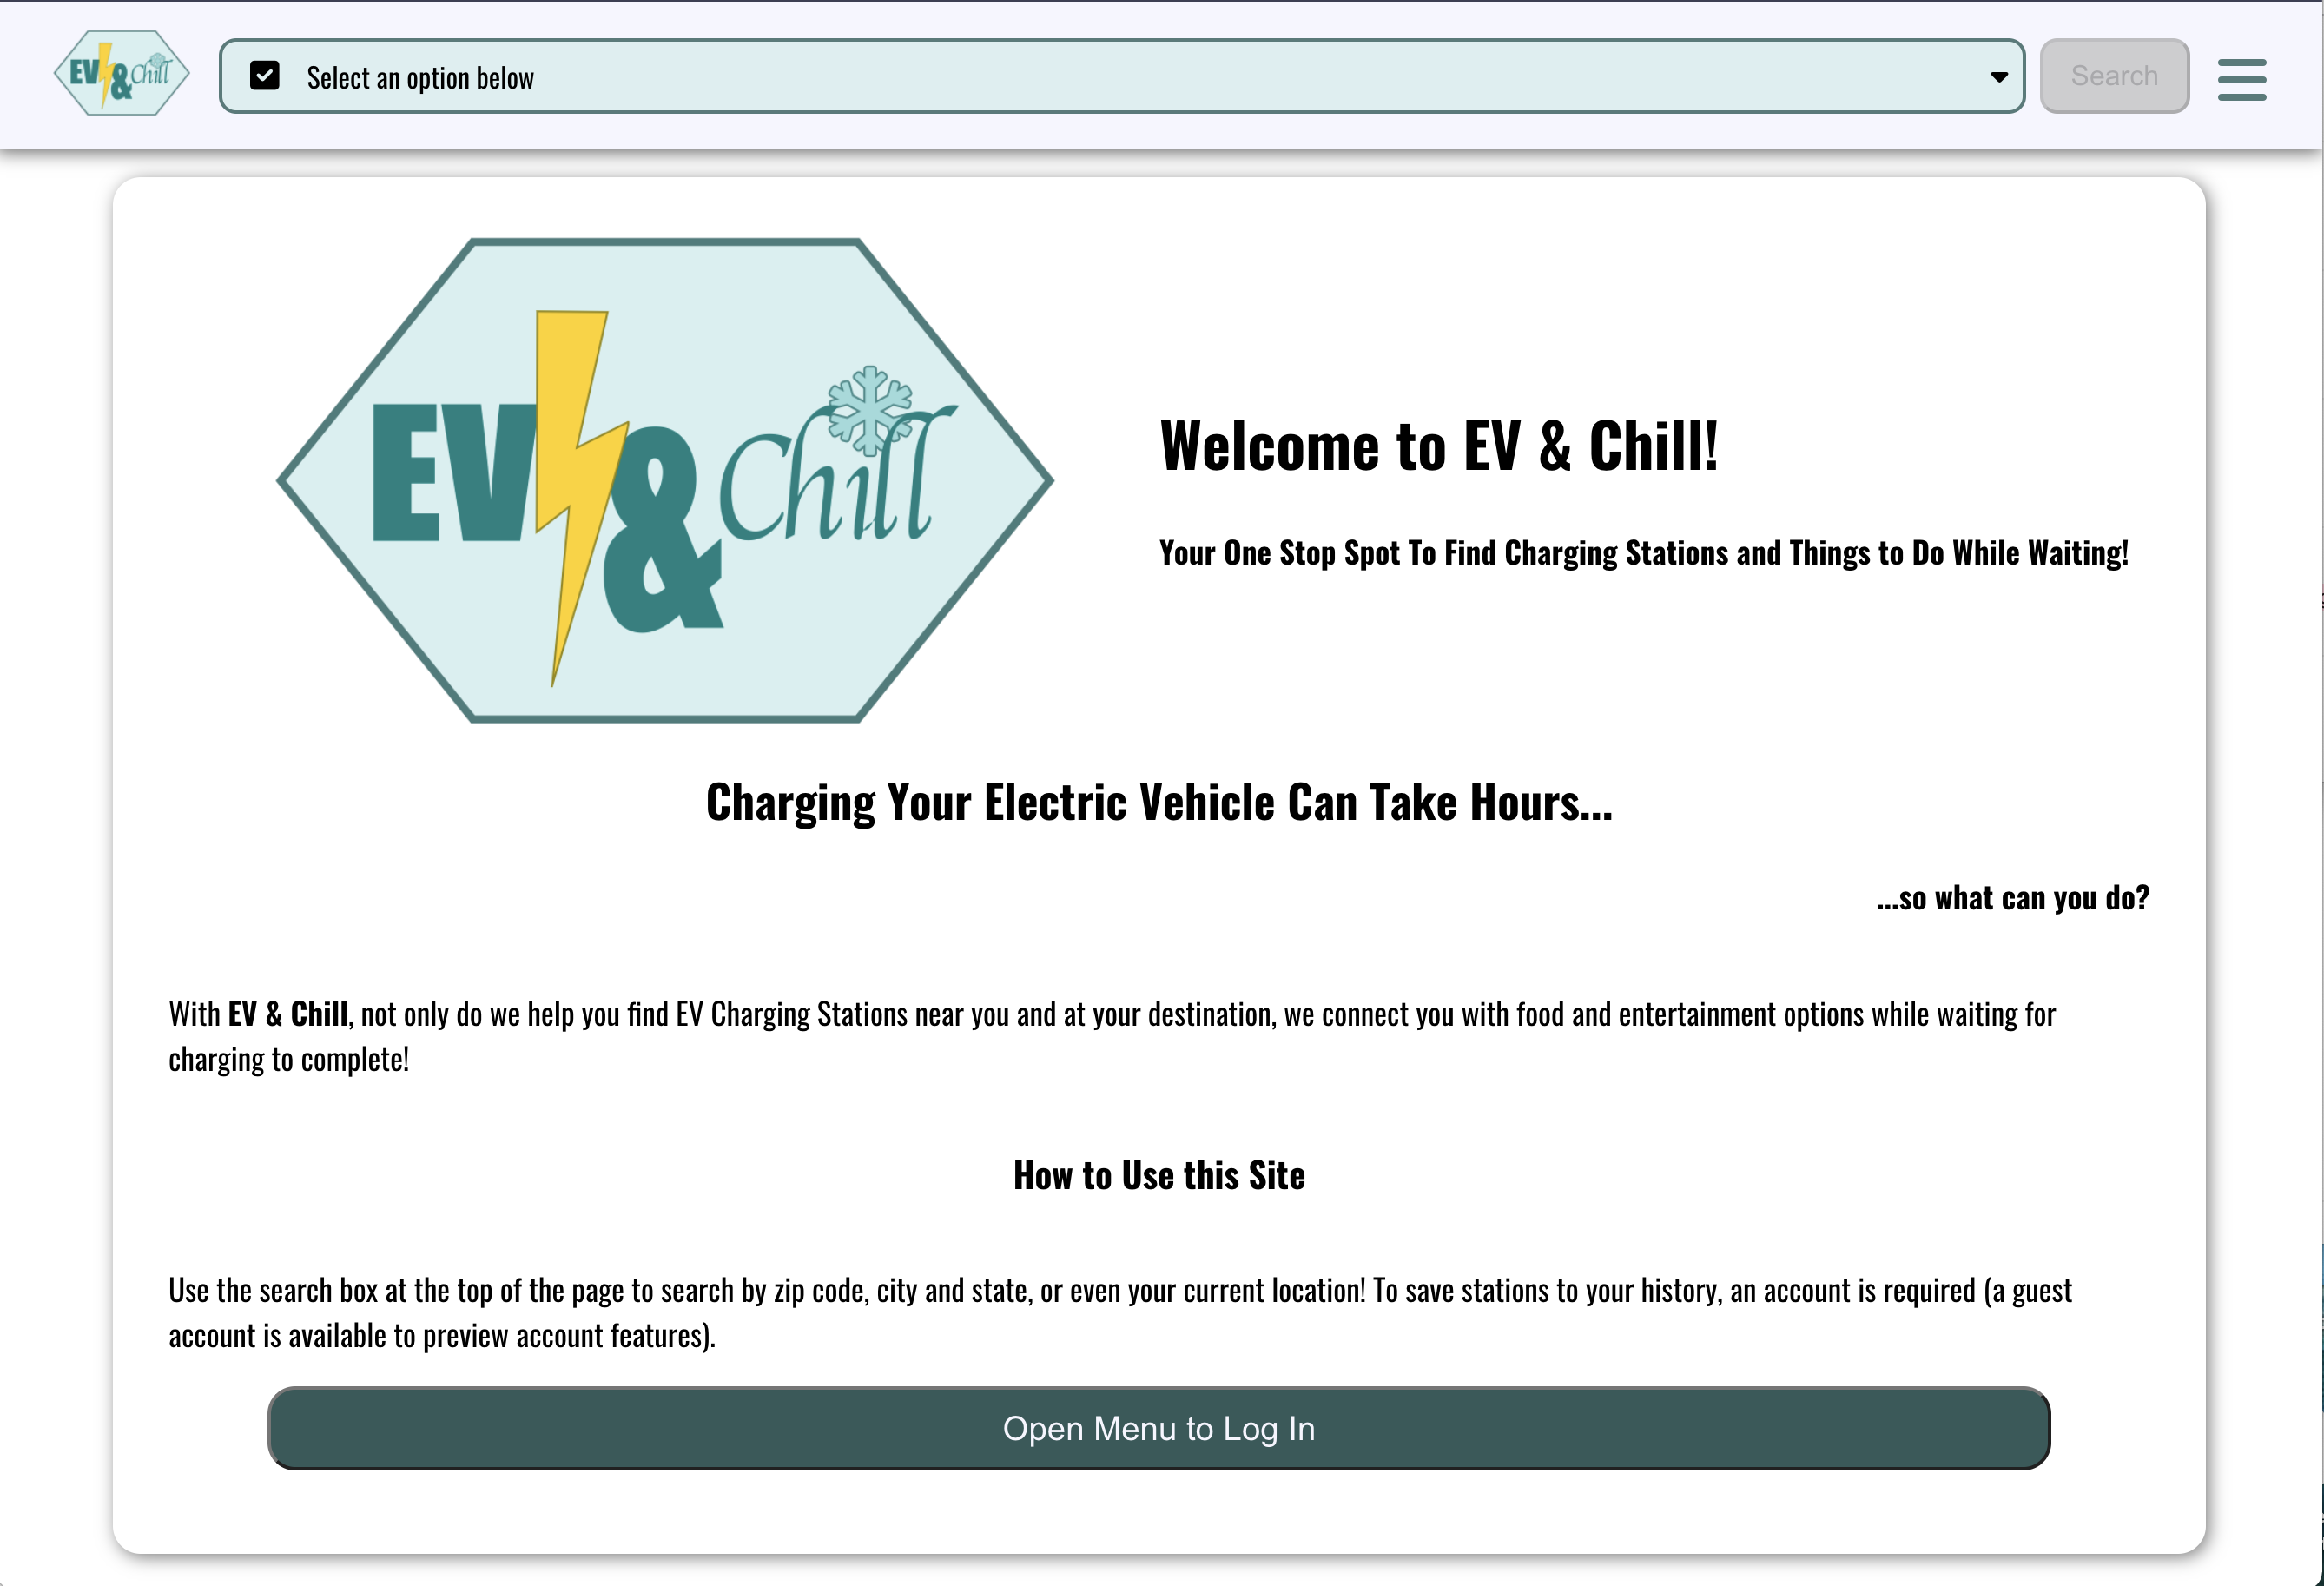 EV & Chill
Select an option below
Search
EV & Chill
Welcome to EV & Chill!
Your One Stop Spot To Find Charging Stations and Things to Do While Waiting!
Charging Your Electric Vehicle Can Take Hours...
...so what can you do?
With EV & Chill, not only do we help you find EV Charging Stations near you and at your destination, we connect you with food and entertainment options while waiting for
charging to complete!
How to Use this Site
Use the search box at the top of the page to search by zip code, city and state, or even your current location! To save stations to your history, an account is required (a guest
account is available to preview account features).
Open Menu to Log In